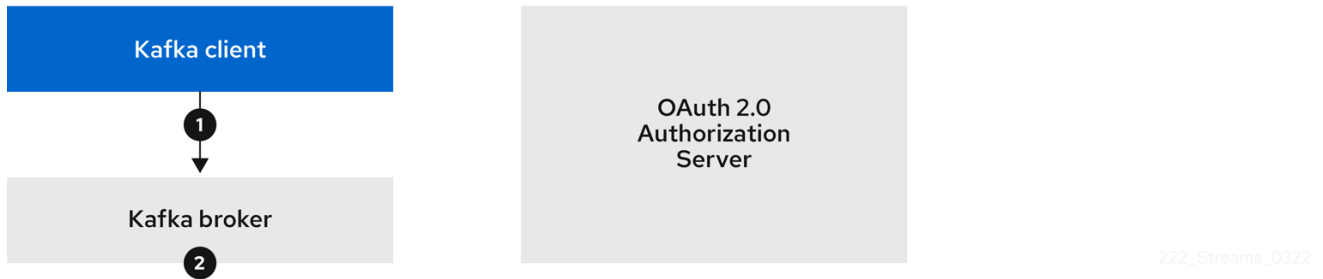 Kafka client
1
Kafka broker
2
OAuth 2.0
Authorization
Server
222_Streams_0322